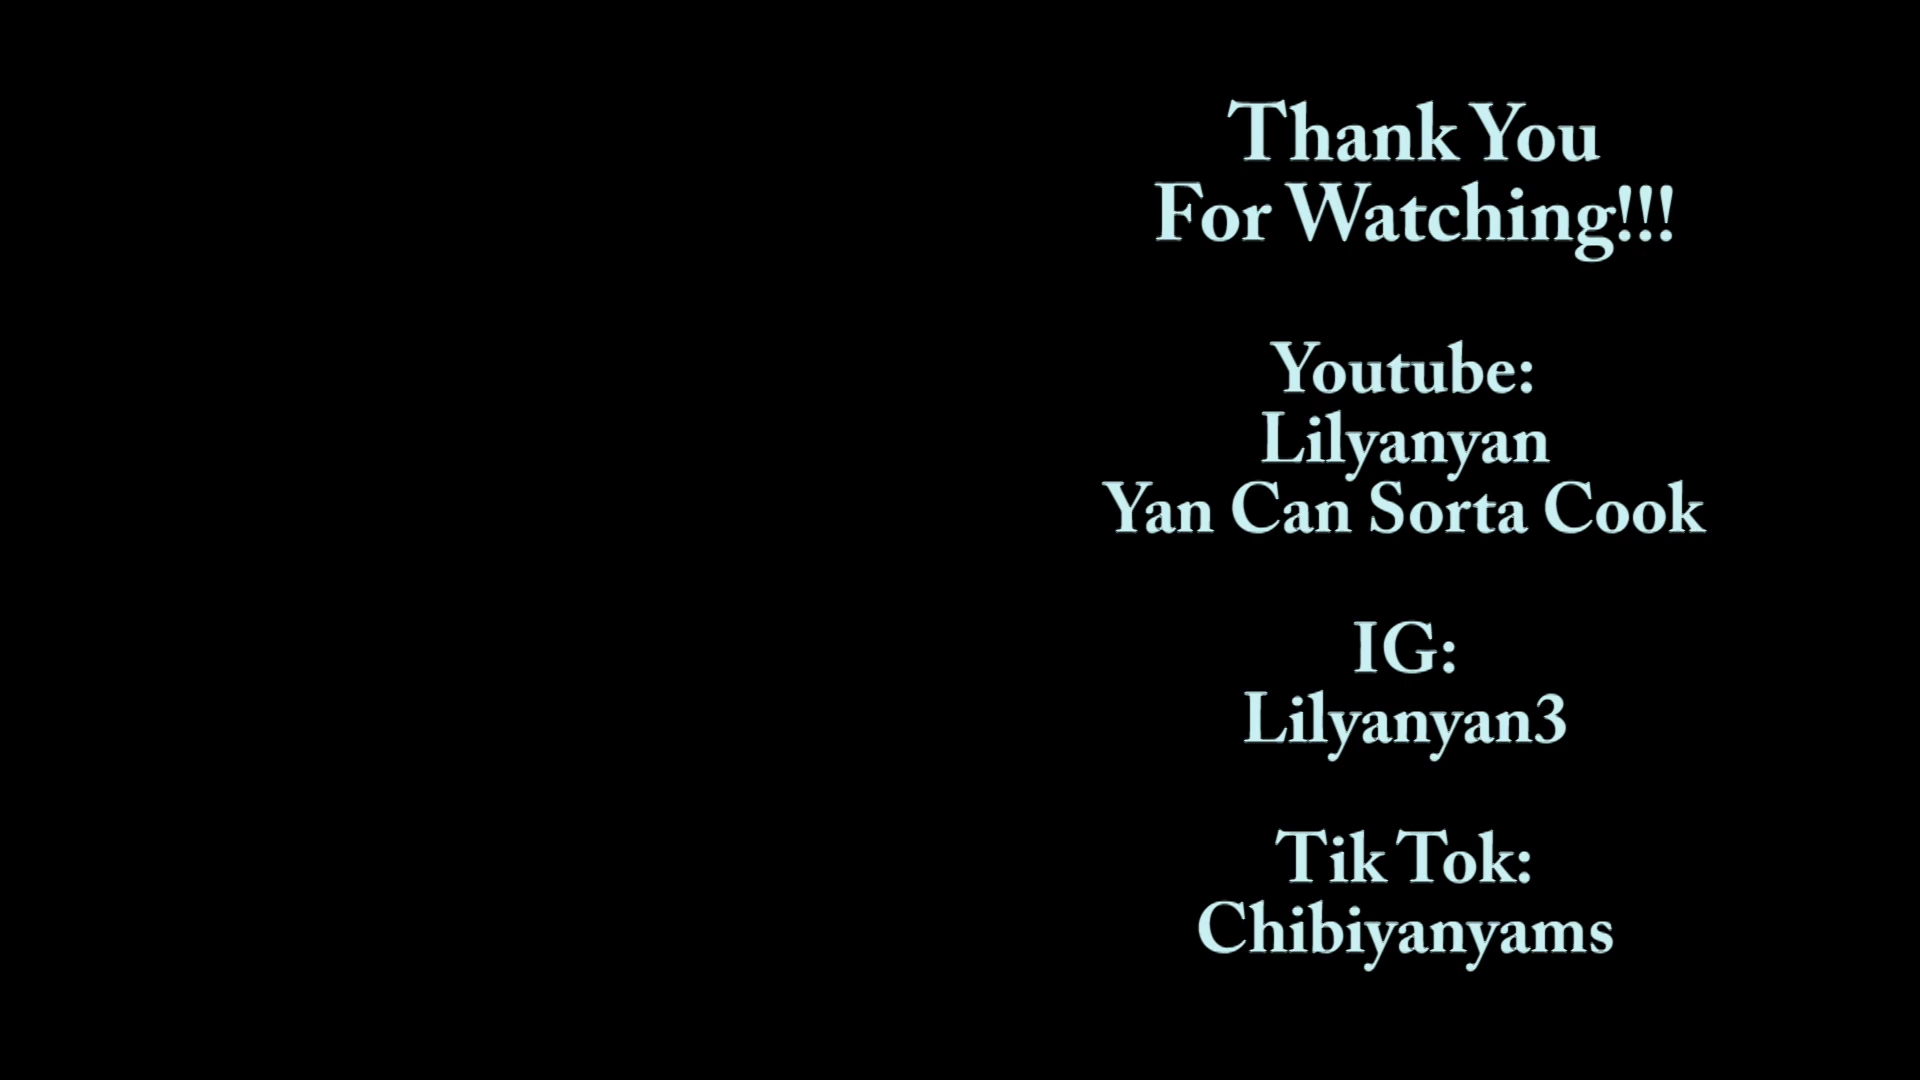 Thank You
For Watching!!!
Youtube:
Lilyanyan
Yan Can Sorta Cook
IG:
Lilyanyan3
Tik Tok:
Chibiyanyams